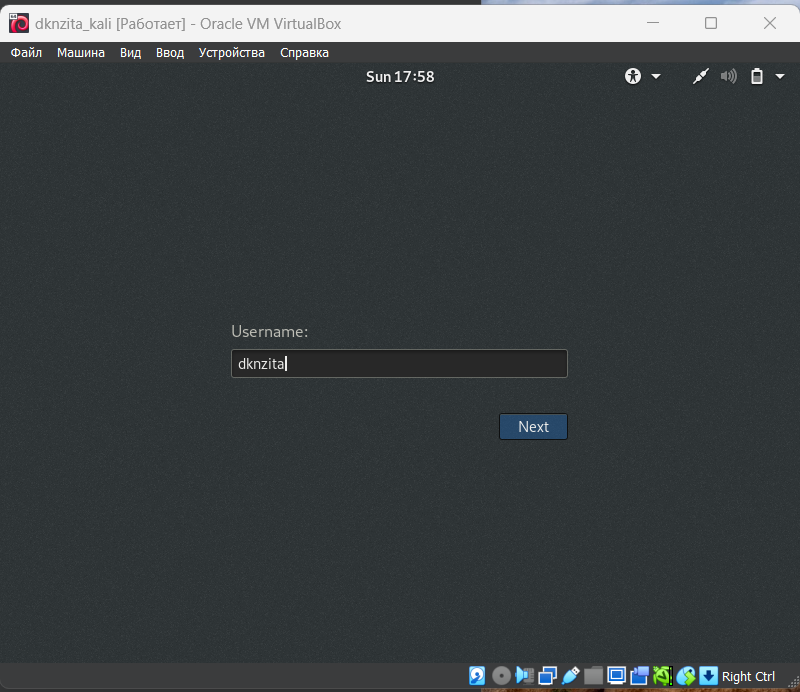 dknzita_kali [Работает] - Oracle VM VirtualBox
Файл Машина Вид Ввод Устройства Справка
Sun 17:58
Username:
dknzita
Next
Right Ctrl